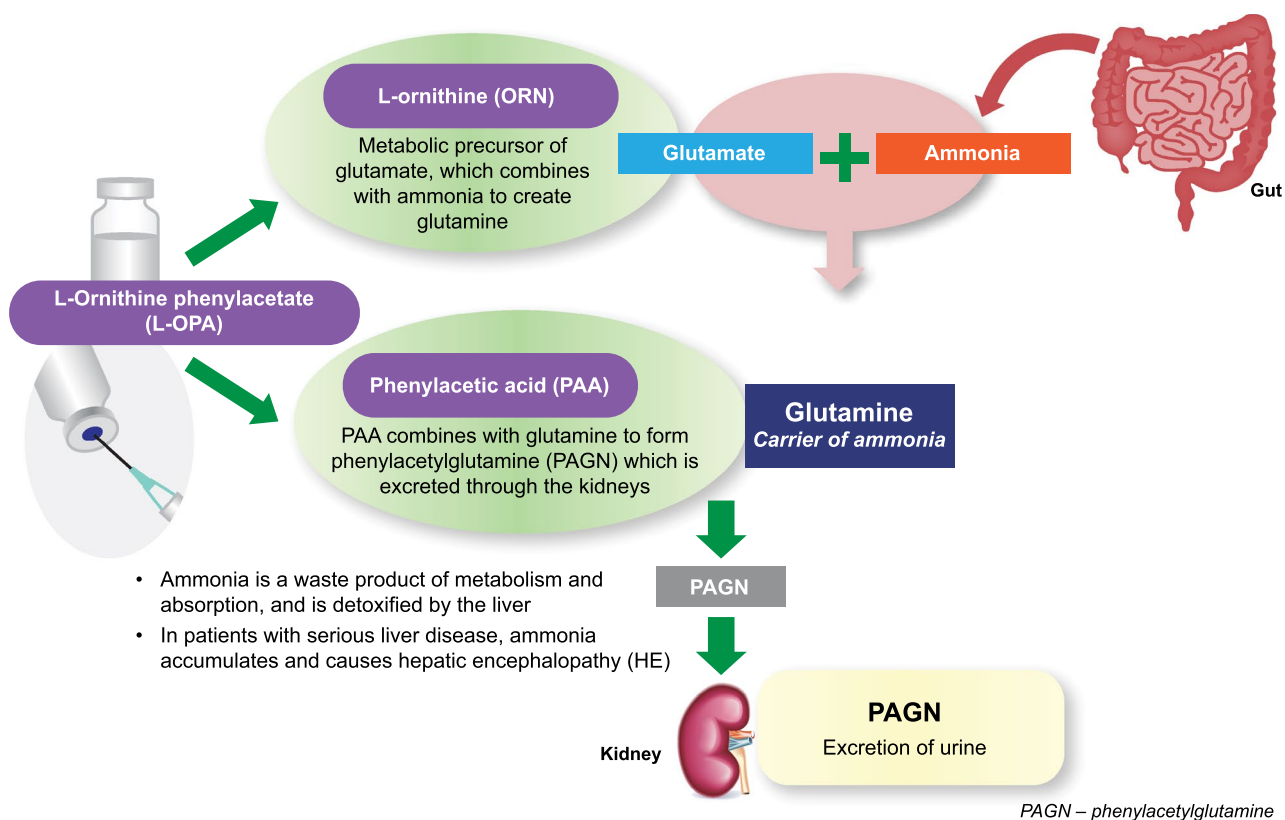 L-ornithine (ORN)
Metabolic precursor of
glutamate, which combines
with ammonia to create
glutamine
Glutamate
Ammonia
Gut
L-Ornithine phenylacetate
(L-OPA)
Phenylacetic acid (PAA)
PAA combines with glutamine to form
phenylacetylglutamine (PAGN) which is
excreted through the kidneys
Glutamine
Carrier of ammonia
PAGN
• Ammonia is a waste product of metabolism and
absorption, and is detoxified by the liver
• In patients with serious liver disease, ammonia
accumulates and causes hepatic encephalopathy (HE)
Kidney
PAGN
Excretion of urine
PAGN – phenylacetylglutamine